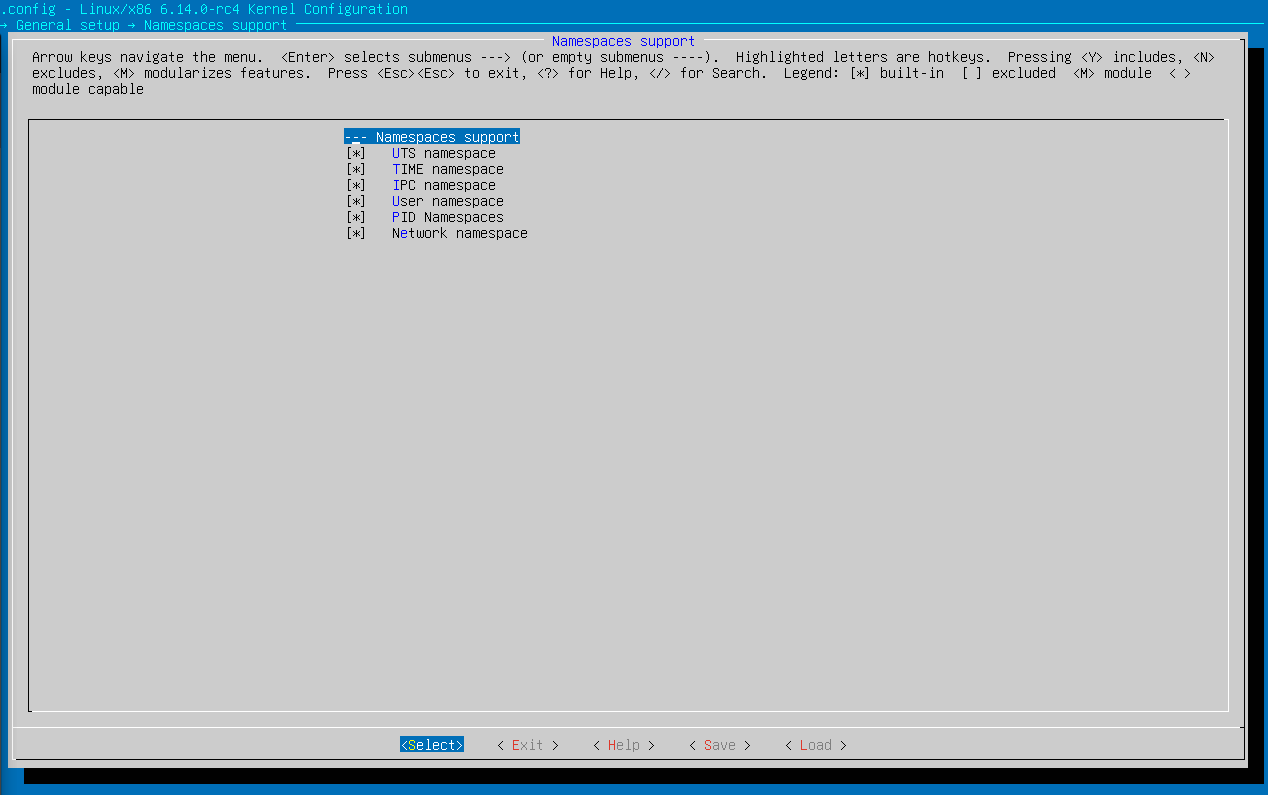 .config - Linux/x86 6.14.0-rc4 Kernel Configuration
→ General setup → Namespaces support
Namespaces support
Arrow keys navigate the menu.  <Enter> selects submenus ---> (or empty submenus ----).  Highlighted letters are hotkeys.  Pressing <Y> includes, <N>
excludes, <M> modularizes features.  Press <Esc><Esc> to exit, <?> for Help, </> for Search.  Legend: [*] built-in  [ ] excluded  <M> module  < >
module capable
--- Namespaces support
[*]   UTS namespace
[*]   TIME namespace
[*]   IPC namespace
[*]   User namespace
[*]   PID Namespaces
[*]   Network namespace
<Select>    < Exit >    < Help >    < Save >    < Load >